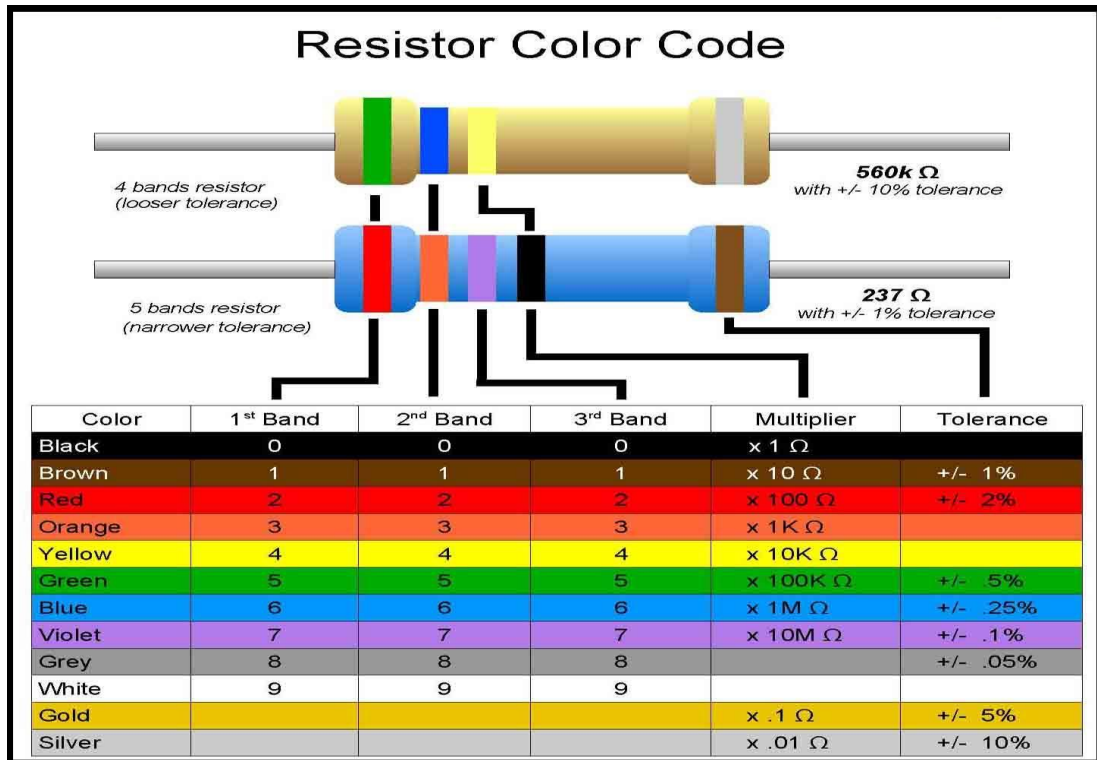 Resistor Color Code
4 bands resistor
(looser tolerance)
560k Ω
with +/- 10% tolerance
5 bands resistor
(narrower tolerance)
237 Ω
with +/- 1% tolerance
Color 1st Band 2nd Band 3rd Band Multiplier Tolerance
Black 0 0 0 x 1 Ω
Brown 1 1 1 x 10 Ω +/- 1%
Red 2 2 2 x 100 Ω +/- 2%
Orange 3 3 3 x 1K Ω
Yellow 4 4 4 x 10K Ω
Green 5 5 5 x 100K Ω +/- .5%
Blue 6 6 6 x 1M Ω +/- .25%
Violet 7 7 7 x 10M Ω +/- .1%
Grey 8 8 8 +/- .05%
White 9 9 9
Gold x .1 Ω +/- 5%
Silver x .01 Ω +/- 10%